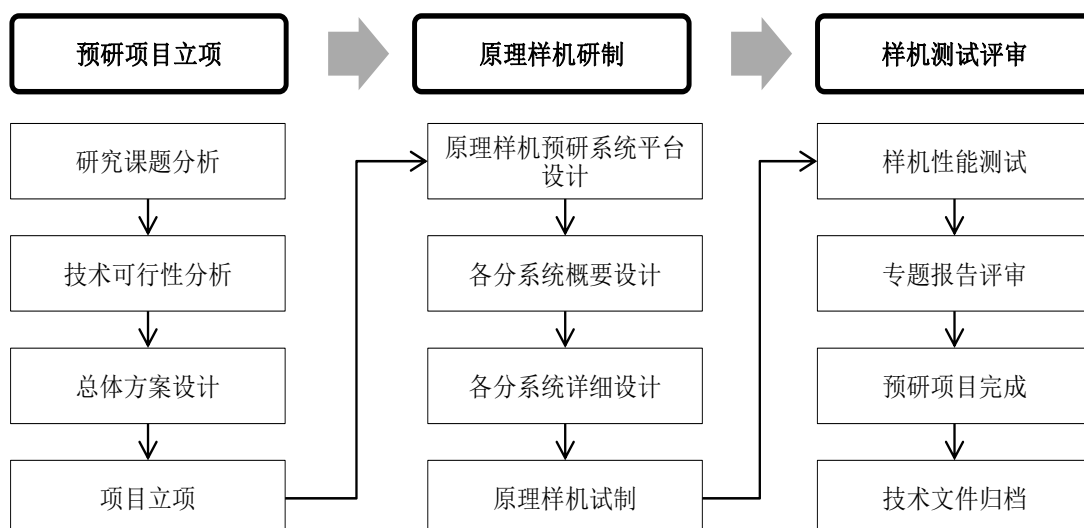 预研项目立项
原理样机研制
样机测试评审
研究课题分析
技术可行性分析
总体方案设计
项目立项
原理样机预研系统平台
设计
各分系统概要设计
各分系统详细设计
原理样机试制
样机性能测试
专题报告评审
预研项目完成
技术文件归档